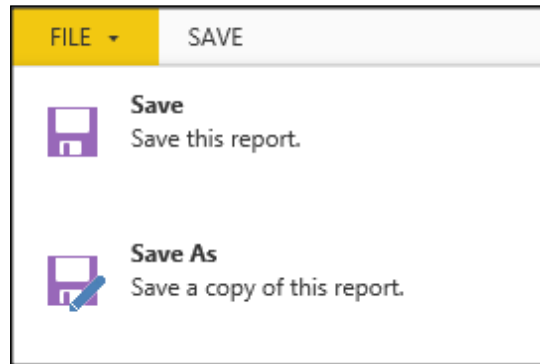 FILE SAVE
Save
Save this report.
Save As
Save a copy of this report.